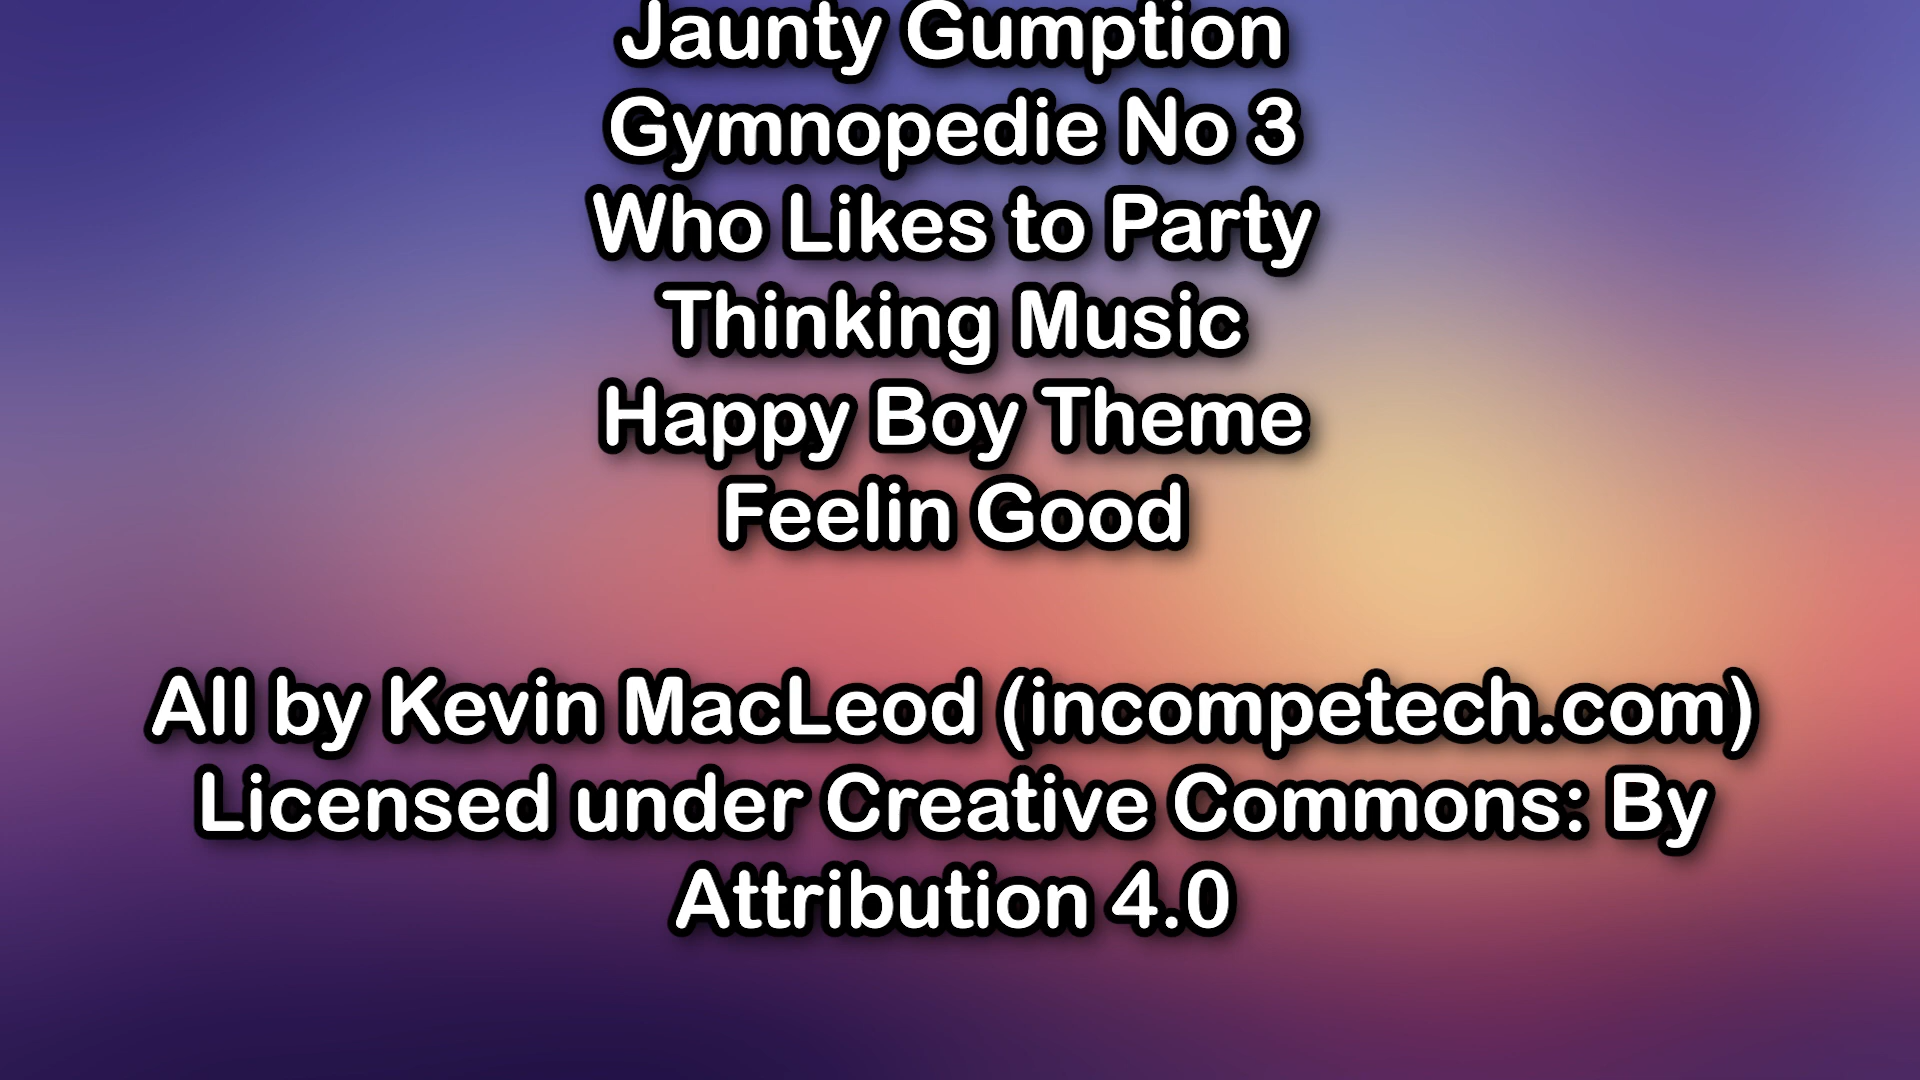 Jaunty Gumption
Gymnopedie No 3
Who Likes to Party
Thinking Music
Happy Boy Theme
Feelin Good
All by Kevin MacLeod (incompetech.com)
Licensed under Creative Commons: By
Attribution 4.0